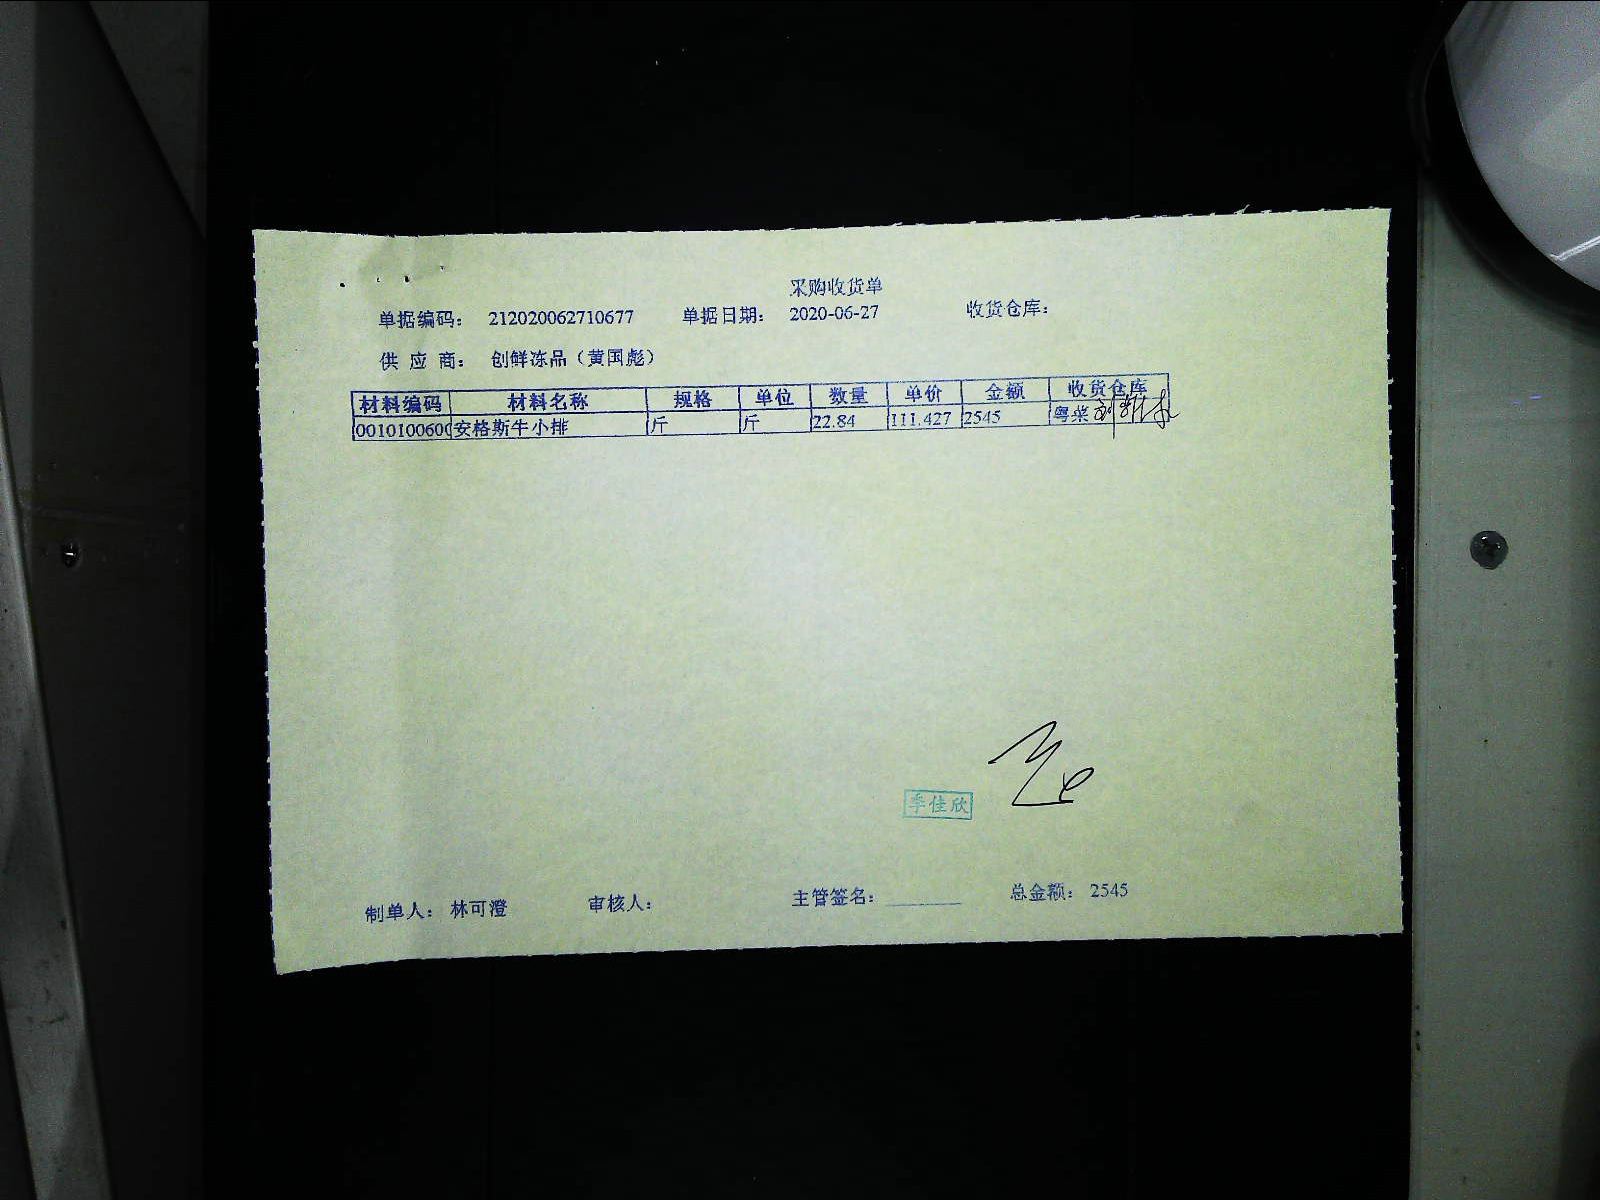 采购收货单
单据编码： 212020062710677 单据日期： 2020-06-27 收货仓库：
供 应 商： 创鲜冻品（黄国彪）
材料编码 材料名称 规格 单位 数量 单价 金额 收货仓库
0010100600 安格斯牛小排 斤 斤 22.84 111.427 2545 粤菜
李佳欣
制单人： 林可澄 审核人： 主管签名： 总金额： 2545